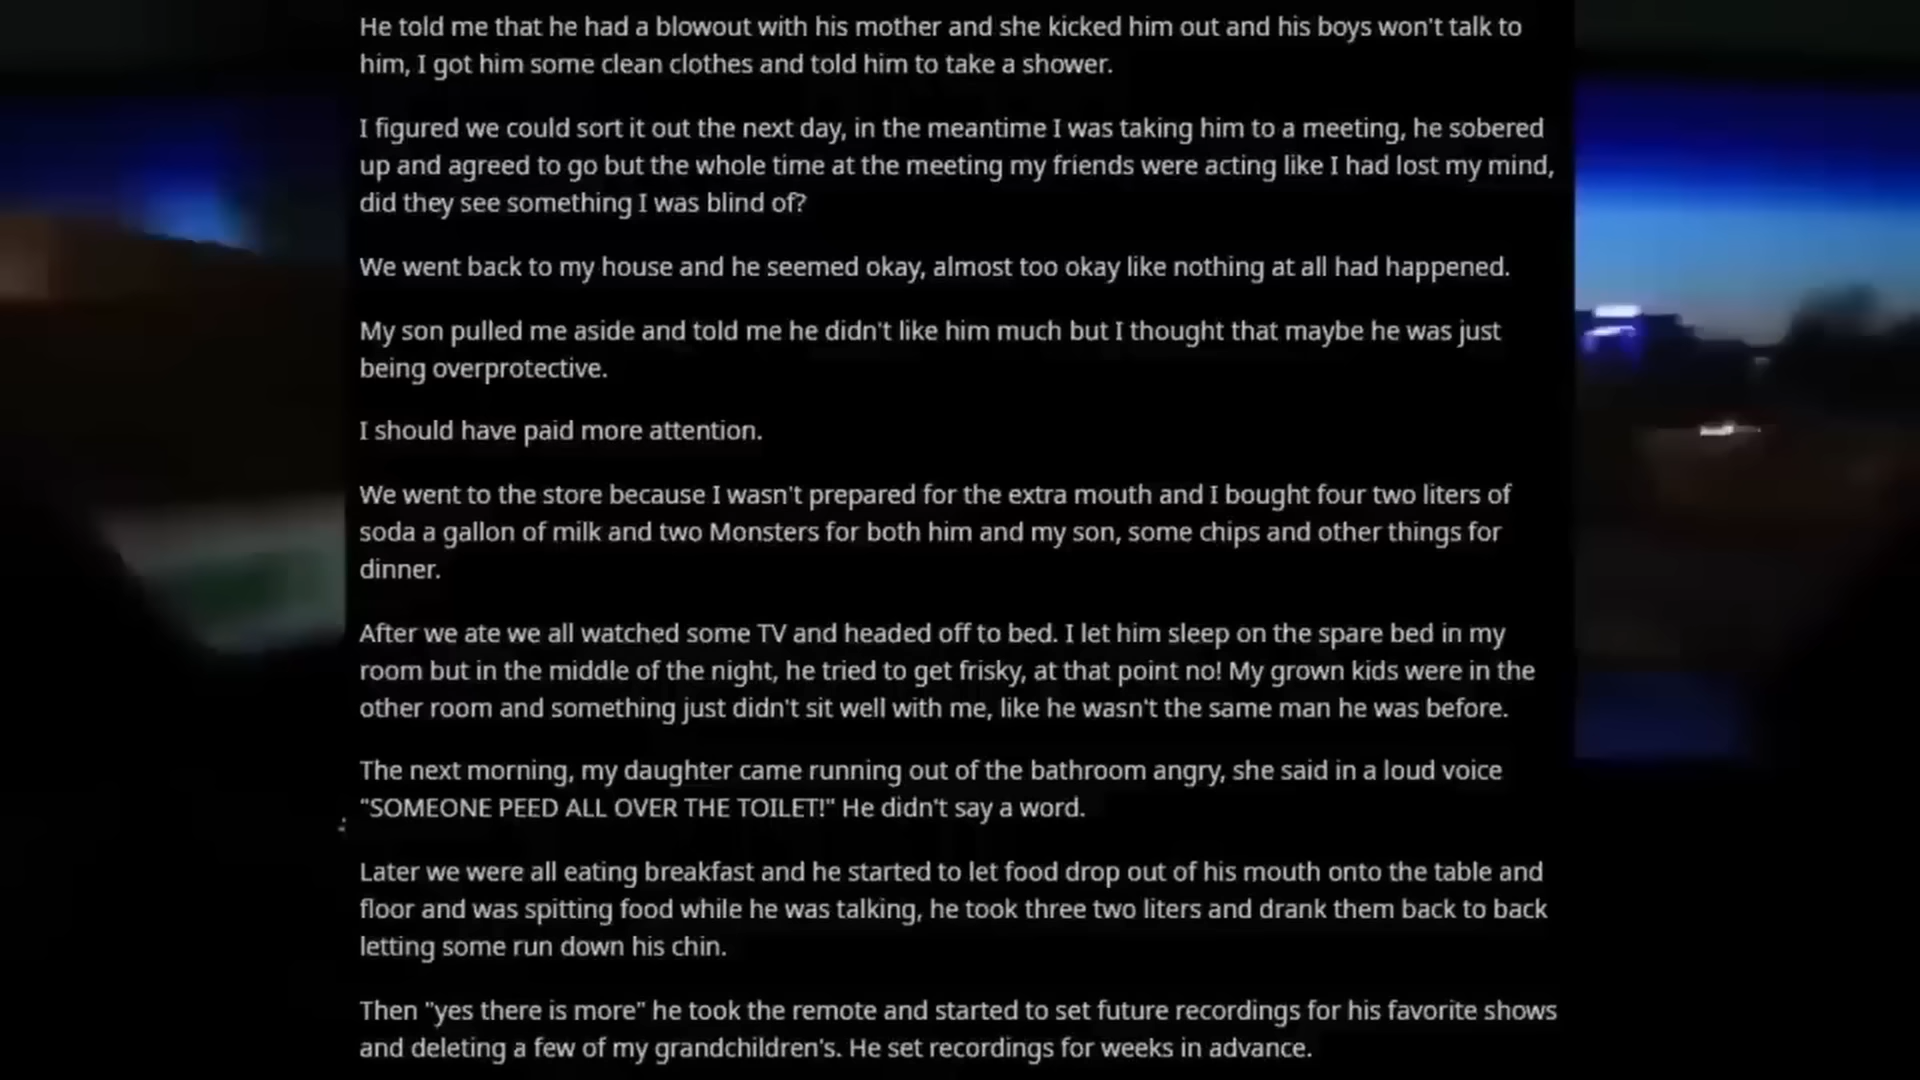 He told me that he had a blowout with his mother and she kicked him out and his boys won't talk to
him, I got him some clean clothes and told him to take a shower.
I figured we could sort it out the next day, in the meantime I was taking him to a meeting, he sobered
up and agreed to go but the whole time at the meeting my friends were acting like I had lost my mind,
did they see something I was blind of?
We went back to my house and he seemed okay, almost too okay like nothing at all had happened.
My son pulled me aside and told me he didn't like him much but I thought that maybe he was just
being overprotective.
I should have paid more attention.
We went to the store because I wasn't prepared for the extra mouth and I bought four two liters of
soda a gallon of milk and two Monsters for both him and my son, some chips and other things for
dinner.
After we ate we all watched some TV and headed off to bed. I let him sleep on the spare bed in my
room but in the middle of the night, he tried to get frisky, at that point no! My grown kids were in the
other room and something just didn't sit well with me, like he wasn't the same man he was before.
The next morning, my daughter came running out of the bathroom angry, she said in a loud voice
"SOMEONE PEED ALL OVER THE TOILET!" He didn't say a word.
Later we were all eating breakfast and he started to let food drop out of his mouth onto the table and
floor and was spitting food while he was talking, he took three two liters and drank them back to back
letting some run down his chin.
Then "yes there is more" he took the remote and started to set future recordings for his favorite shows
and deleting a few of my grandchildren's. He set recordings for weeks in advance.